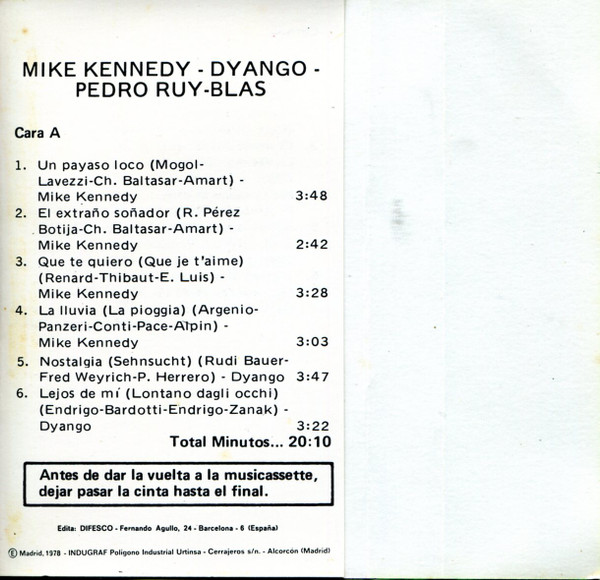 MIKE KENNEDY - DYANGO -
PEDRO RUY-BLAS
Cara A
1. Un payaso loco (Mogol-
Lavezzi-Ch. Baltasar-Amart) -
Mike Kennedy 3:48
2. El extraño soñador (R. Pérez
Botija-Ch. Baltasar-Amart) -
Mike Kennedy 2:42
3. Que te quiero (Que je t'aime)
(Renard-Thibaut-E. Luis) -
Mike Kennedy 3:28
4. La lluvia (La pioggia) (Argenio-
Panzeri-Conti-Pace-Alpin) -
Mike Kennedy 3:03
5. Nostalgia (Sehnsucht) (Rudi Bauer-
Fred Weyrich-P. Herrero) - Dyango 3:47
6. Lejos de mí (Lontano dagli occhi)
(Endrigo-Bardotti-Endrigo-Zanak) -
Dyango 3:22
Total Minutos... 20:10
Antes de dar la vuelta a la musicassette,
dejar pasar la cinta hasta el final.
Edita: DIFESCO - Fernando Agullo, 24 - Barcelona - 6 (España)
Ⓔ Madrid, 1978 - INDUGRAF Poligono Industrial Urtinsa - Cerrajeros s/n. - Alcorcón (Madrid)